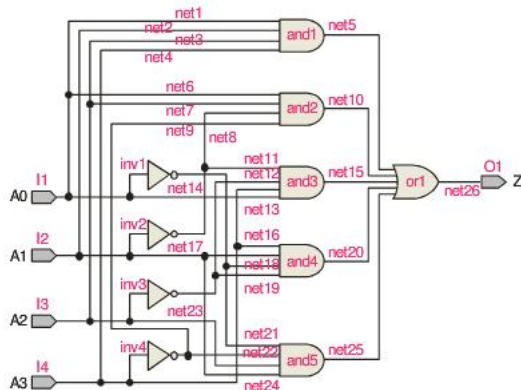 net1
net2
net3
net4
and1
net5
net6
net7
net9
and2
net10
net8
inv1
net11
net12
and3
net15
I1
A0
net14
net13
or1
O1
Z
net26
inv2
net16
I2
A1
net17
and4
net20
net18
net19
inv3
I3
A2
net23
inv4
net21
net22
and5
net25
I4
A3
net24